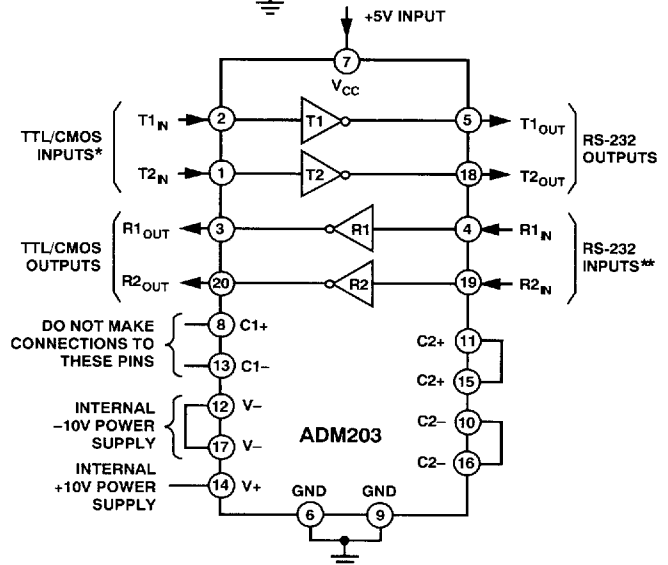 +5V INPUT
7
VCC
TTL/CMOS
INPUTS*
T1IN
2
T1
5
T1OUT
T2IN
1
T2
18
T2OUT
RS-232
OUTPUTS
TTL/CMOS
OUTPUTS
R1OUT
3
R1
4
R1IN
R2OUT
20
R2
19
R2IN
RS-232
INPUTS**
DO NOT MAKE
CONNECTIONS TO
THESE PINS
8
C1+
13
C1–
C2+
11
C2+
15
INTERNAL
–10V POWER
SUPPLY
12
V–
17
V–
C2–
10
C2–
16
ADM203
INTERNAL
+10V POWER
SUPPLY
14
V+
GND
6
GND
9